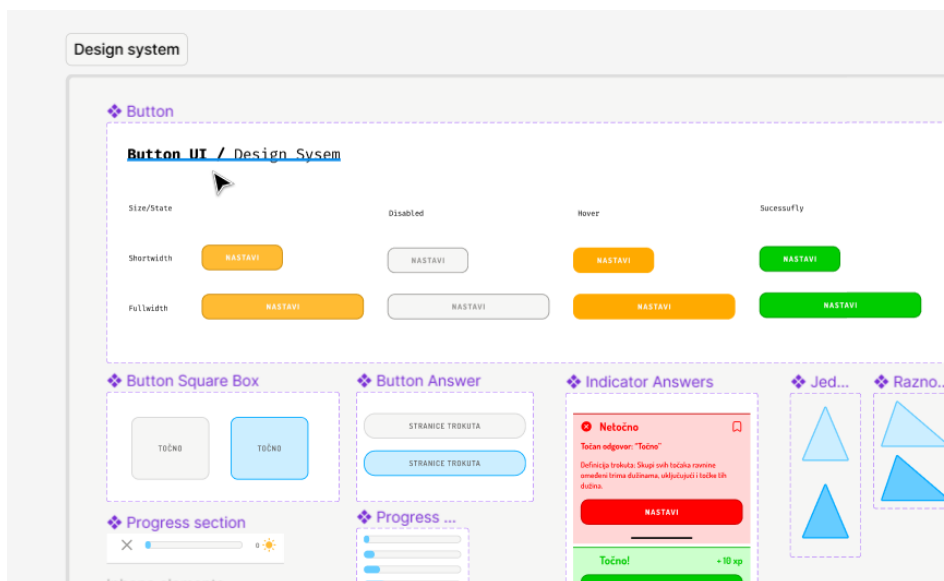 Design system
Button
Button UI / Design Sysem
Size/State
Disabled
Hover
Sucessufly
Shortwidth
NASTAVI
NASTAVI
NASTAVI
NASTAVI
Fullwidth
NASTAVI
NASTAVI
NASTAVI
NASTAVI
Button Square Box
Button Answer
Indicator Answers
Jed...
Razno...
TOČNO
TOČNO
STRANICE TROKUTA
STRANICE TROKUTA
Netočno
Točan odgovor: "Točno"
Definicija trokuta: Skupi svih točaka ravnine
omeđeni trima dužinama, uključujući i točke tih
dužina.
NASTAVI
Progress section
Progress ...
0
Točno!
+ 10 xp